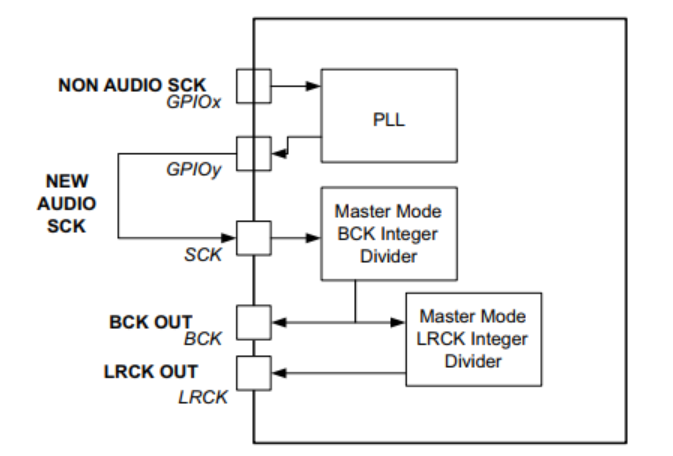 NON AUDIO SCK
GPIOx
PLL
GPIOy
NEW
AUDIO
SCK
Master Mode
BCK Integer
Divider
SCK
BCK OUT
BCK
Master Mode
LRCK Integer
Divider
LRCK OUT
LRCK